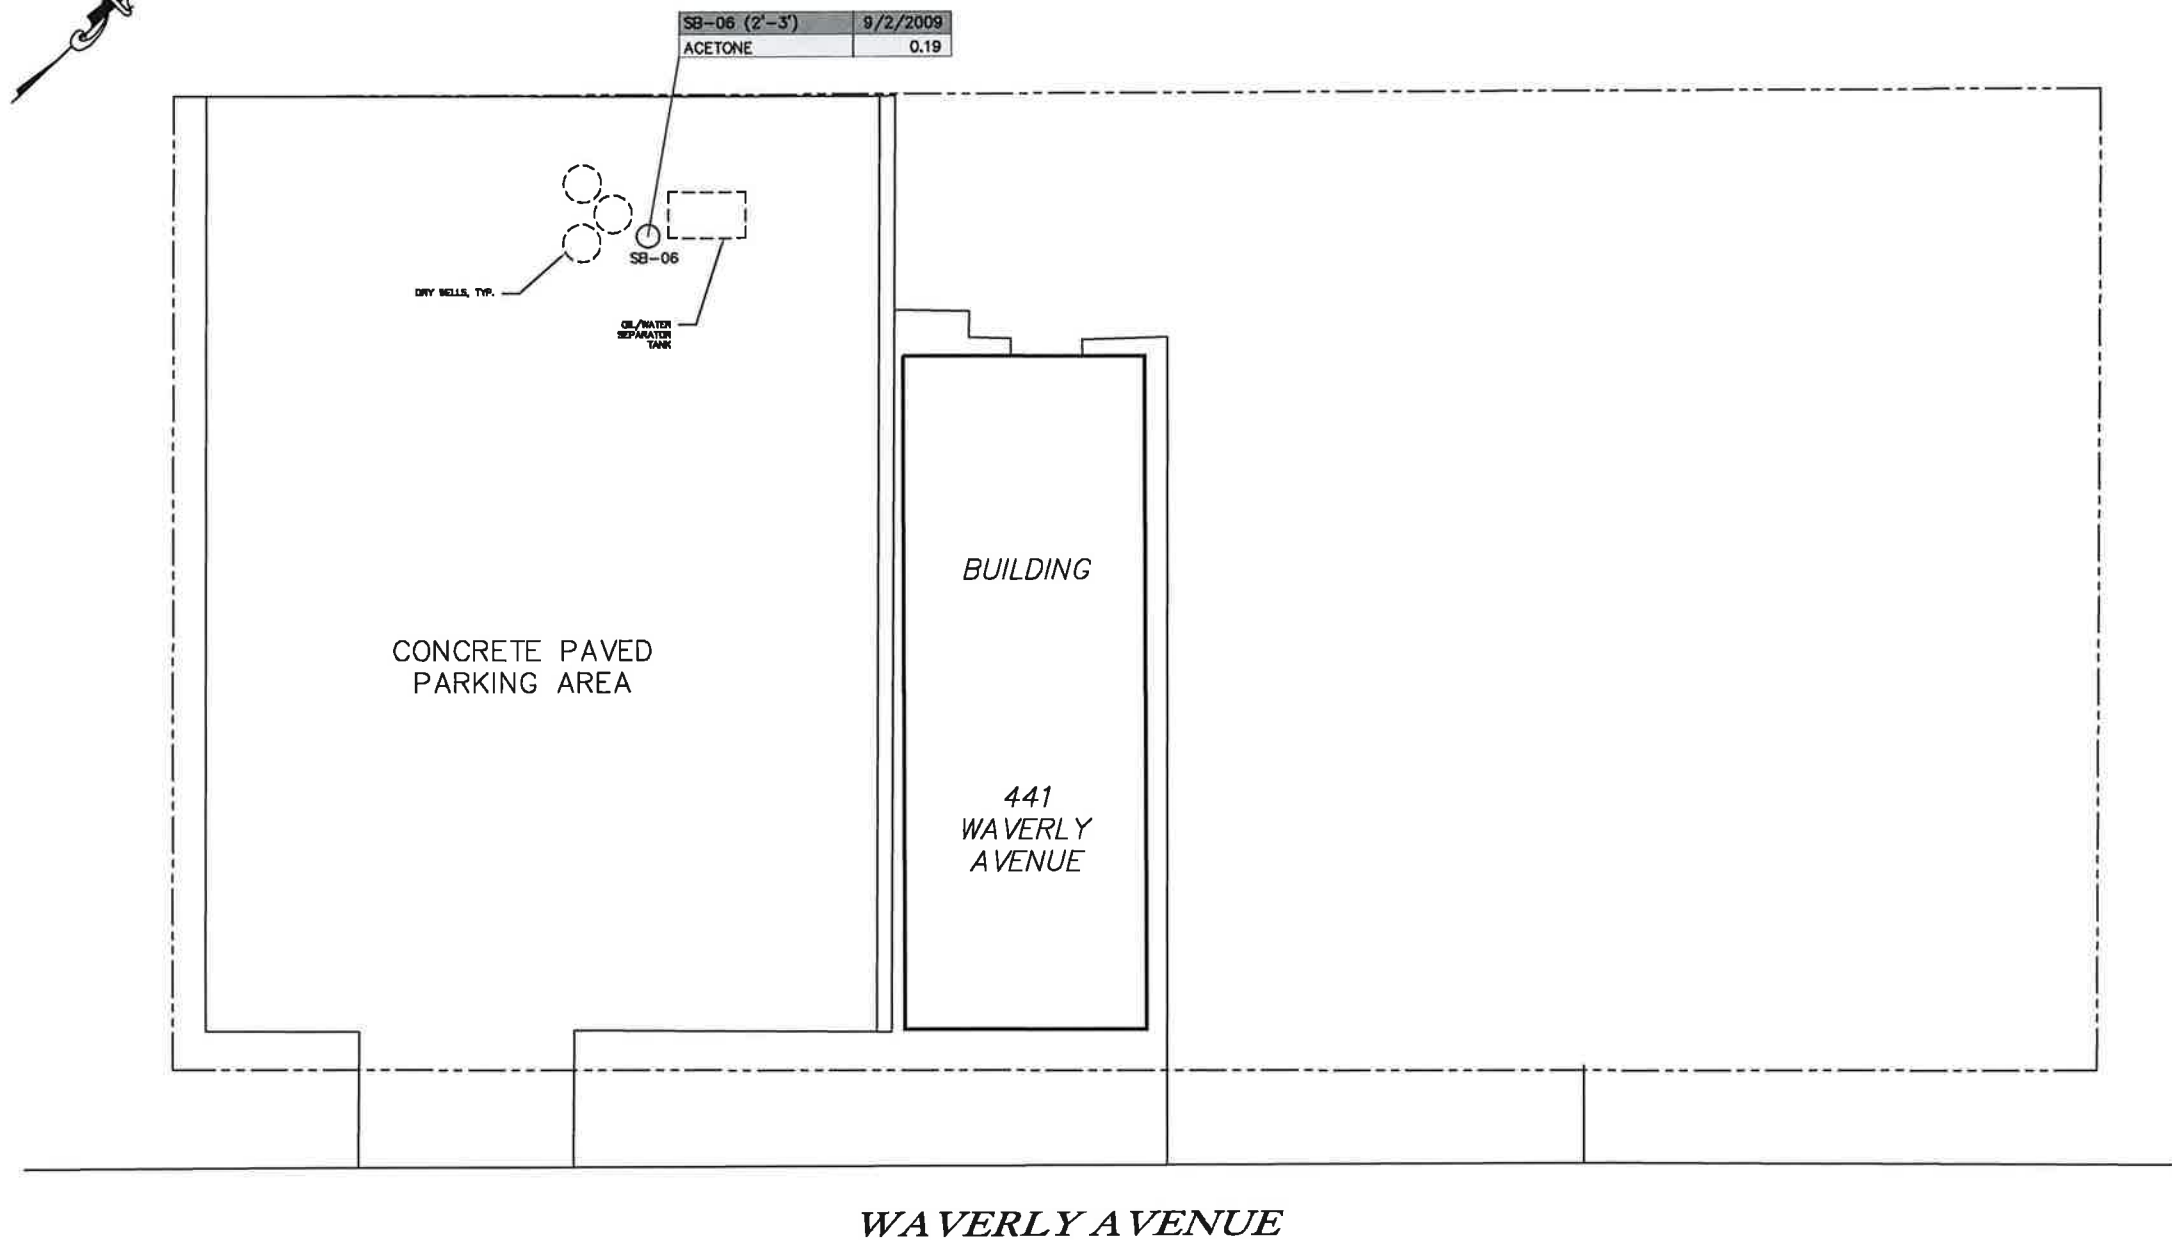 SB-06 (2'-3') 9/2/2009
ACETONE 0.19
SB-06
DRY WELLS, TYP.
OIL/WATER
SEPARATOR
TANK
BUILDING
CONCRETE PAVED
PARKING AREA
441
WAVERLY
AVENUE
WAVERLY AVENUE